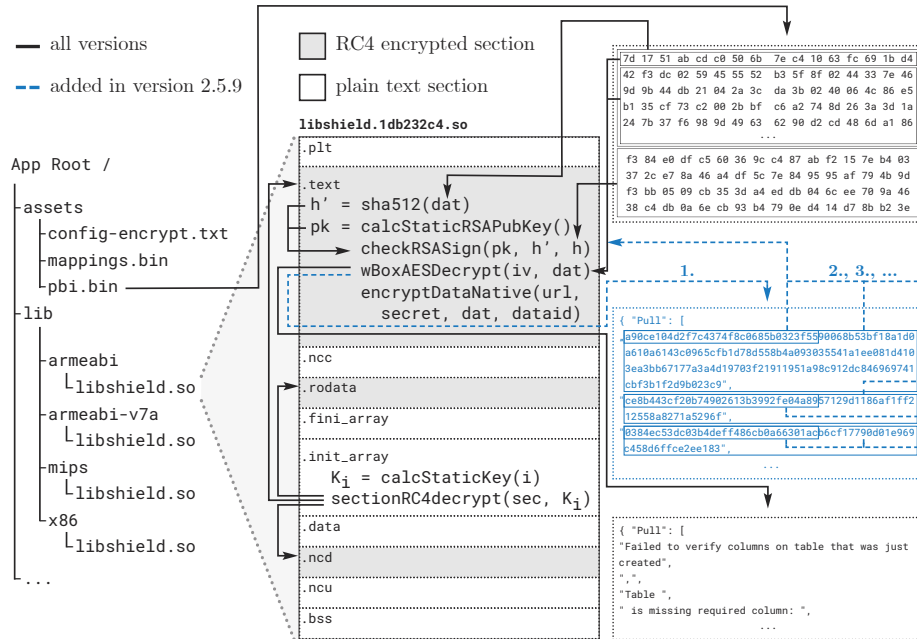 all versions
added in version 2.5.9
RC4 encrypted section
plain text section
App Root /
assets
config-encrypt.txt
mappings.bin
pbi.bin
lib
armeabi
libshield.so
armeabi-v7a
libshield.so
mips
libshield.so
x86
libshield.so
...
libshield.1db232c4.so
.plt
.text
h' = sha512(dat)
pk = calcStaticRSAPubKey()
checkRSASign(pk, h', h)
wBoxAESDecrypt(iv, dat)
encryptDataNative(url,
secret, dat, dataid)
.ncc
.rodata
.fini_array
.init_array
Ki = calcStaticKey(i)
sectionRC4decrypt(sec, Ki)
.data
.ncd
.ncu
.bss
7d 17 51 ab cd c0 50 6b 7e c4 10 63 fc 69 1b d4
42 f3 dc 02 59 45 55 52 b3 5f 8f 02 44 33 7e 46
9d 9b 44 db 21 04 2a 3c da 3b 02 40 06 4c 86 e5
b1 35 cf 73 c2 00 2b bf c6 a2 74 8d 26 3a 3d 1a
24 7b 37 f6 98 9d 49 63 62 90 d2 cd 48 6d a1 86
...
f3 84 e0 df c5 60 36 9c c4 87 ab f2 15 7e b4 03
37 2c e7 8a 46 a4 df 5c 7e 84 95 95 af 79 4b 9d
f3 bb 05 09 cb 35 3d a4 ed db 04 6c ee 70 9a 46
38 c4 db 0a 6e cb 93 b4 79 0e d4 14 d7 8b b2 3e
1.
2., 3., ...
{ "Pull": [
"a90ce104d2f7c4374f8c0685b0323f5590068b53bf18a1d0
a610a6143c0965cfb1d78d558b4a093035541a1ee081d410
3ea3bb67177a3a4d19703f21911951a98c912dc846969741
cbf3b1f2d9b023c9",
"ce8b443cf20b74902613b3992fe04a8957129d1186af1ff2
12558a8271a5296f",
"0384ec53dc03b4deff486cb0a66301acb6cf17790d01e969
c458d6ffce2ee183",
...
{ "Pull": [
"Failed to verify columns on table that was just
created",
",",
"Table ",
" is missing required column: ",
...